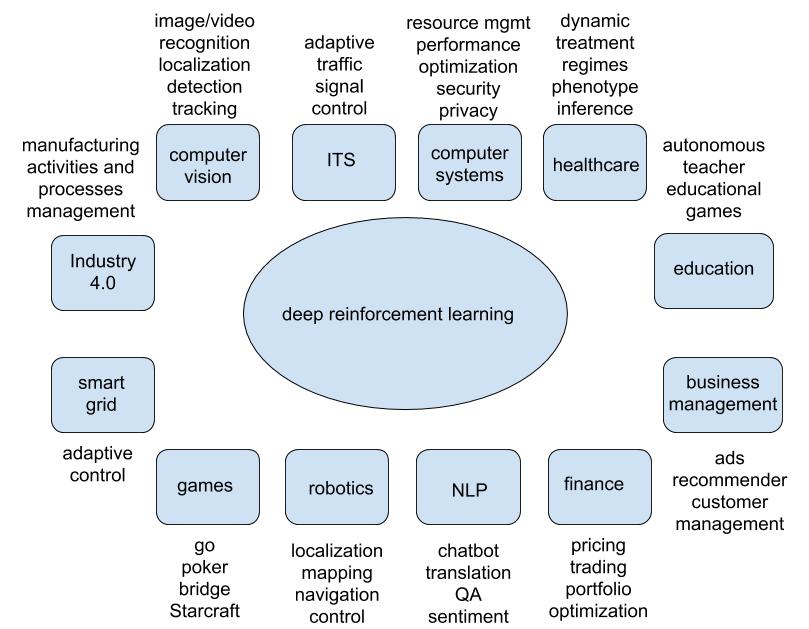 image/video
recognition
localization
detection
tracking
adaptive
traffic
signal
control
resource mgmt
performance
optimization
security
privacy
dynamic
treatment
regimes
phenotype
inference
manufacturing
activities and
processes
management
computer
vision
ITS
computer
systems
healthcare
autonomous
teacher
educational
games
Industry
4.0
deep reinforcement learning
education
smart
grid
business
management
adaptive
control
games
robotics
NLP
finance
ads
recommender
customer
management
go
poker
bridge
Starcraft
localization
mapping
navigation
control
chatbot
translation
QA
sentiment
pricing
trading
portfolio
optimization